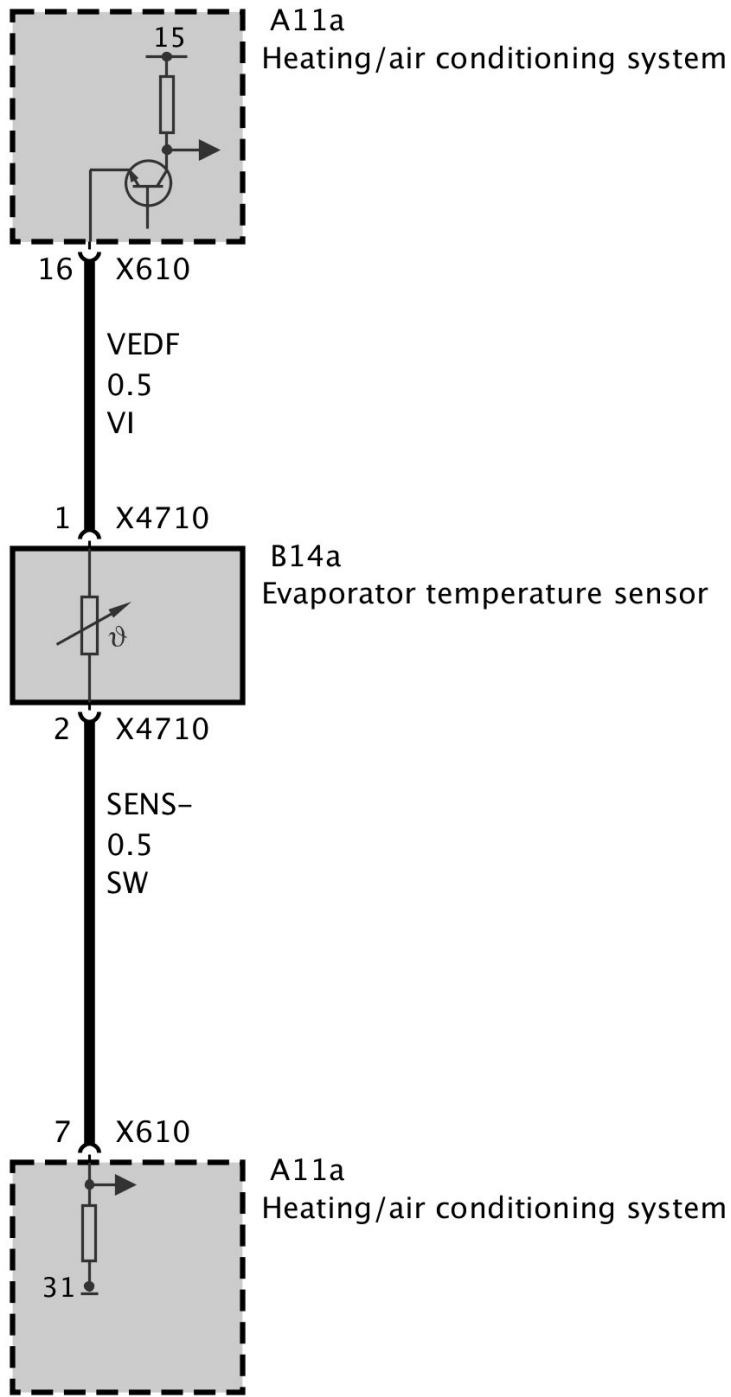 A11a
Heating/air conditioning system
15
16 X610
VEDF
0.5
VI
1 X4710
B14a
Evaporator temperature sensor
ϑ
2 X4710
SENS-
0.5
SW
7 X610
A11a
Heating/air conditioning system
31